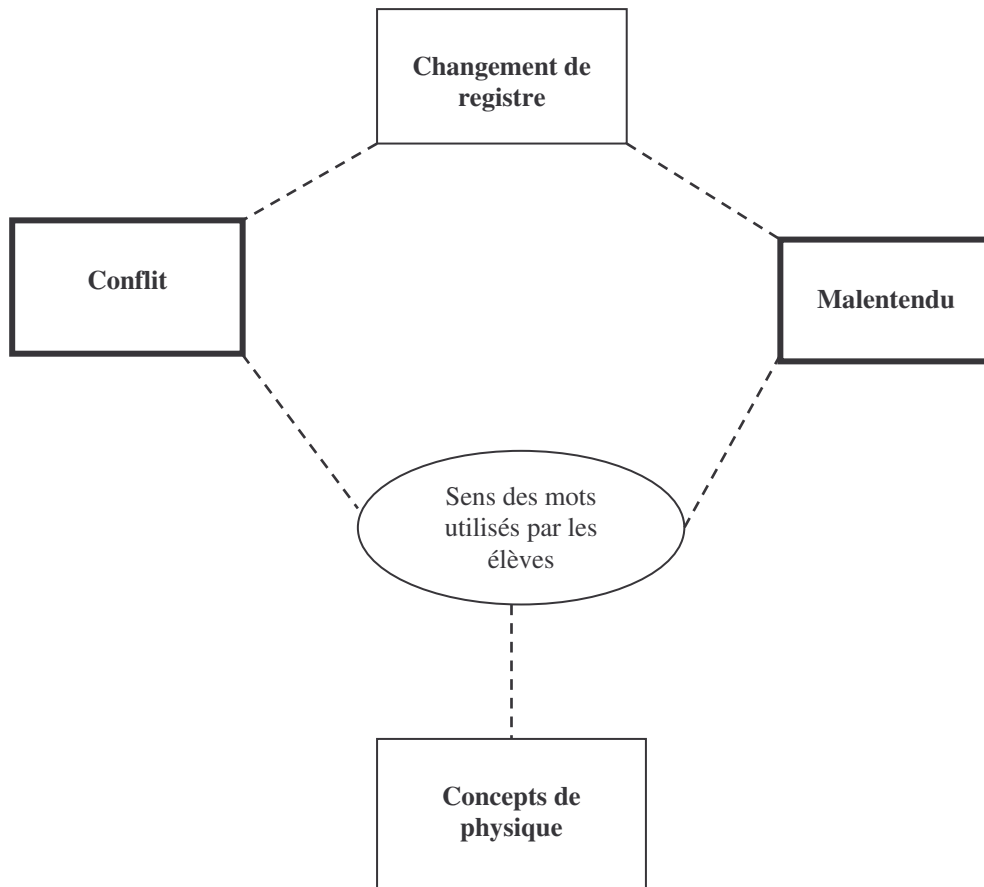 Changement de
registre
Conflit
Malentendu
Sens des mots
utilisés par les
élèves
Concepts de
physique